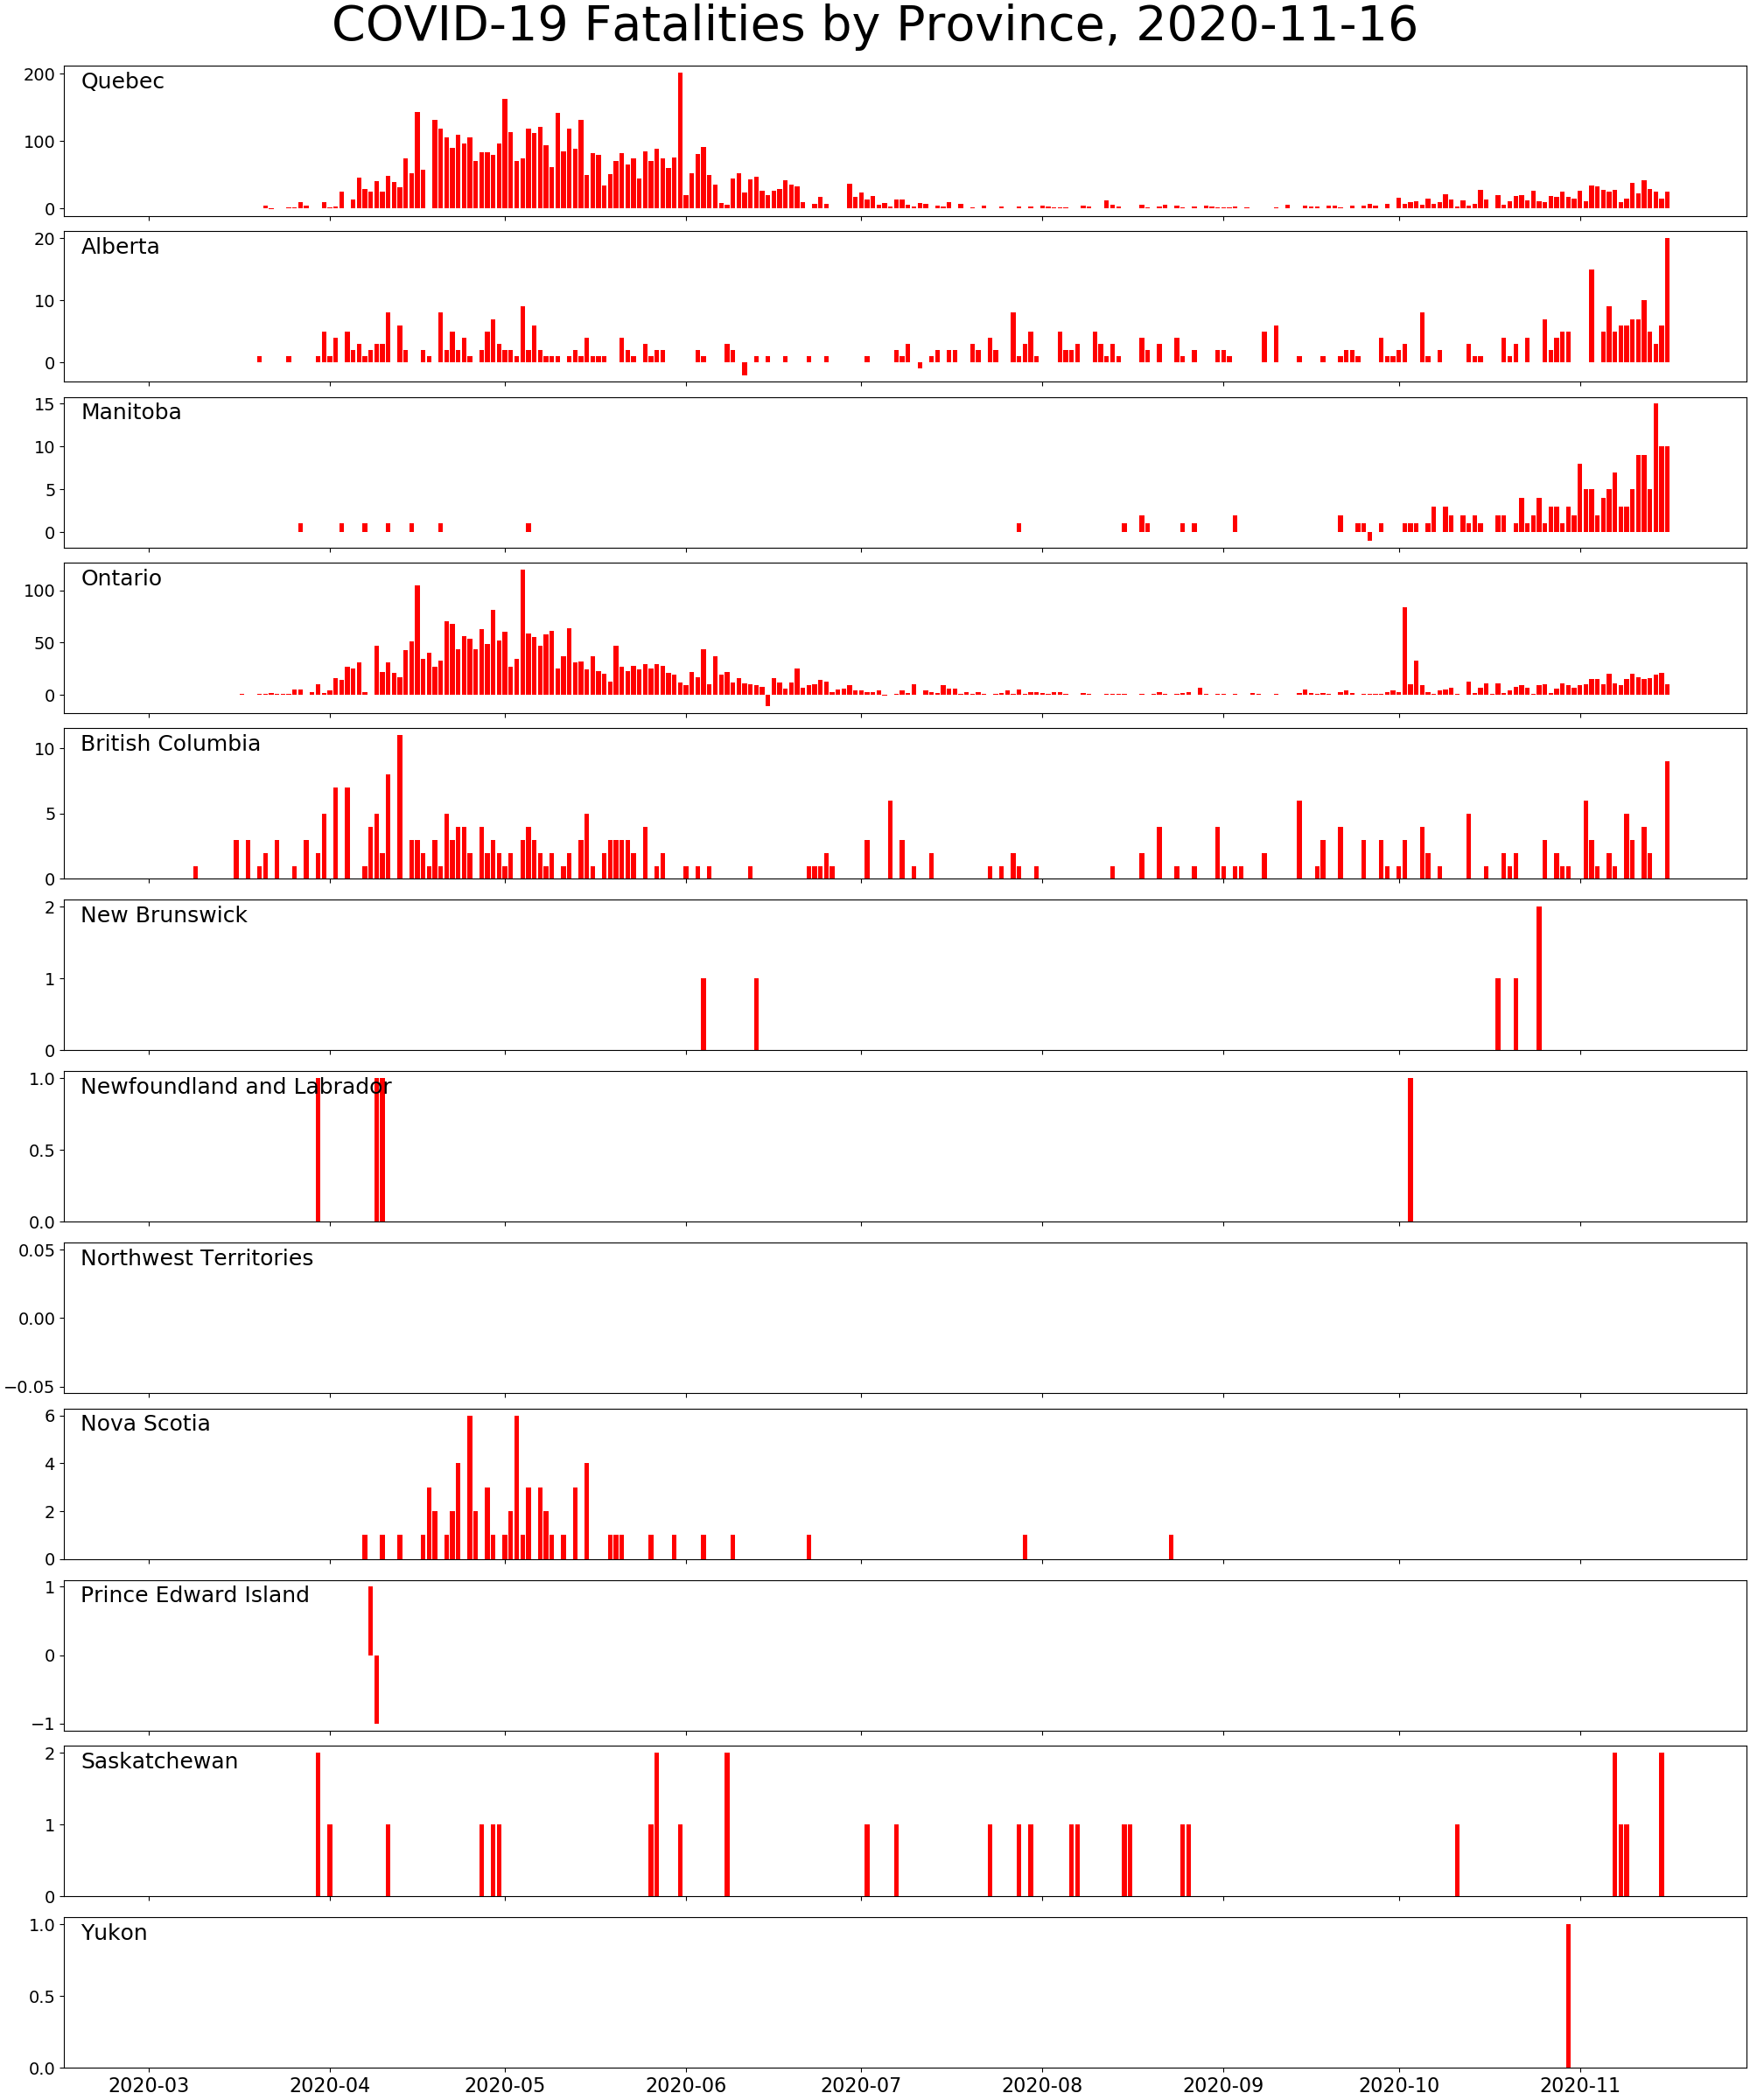 COVID-19 Fatalities by Province, 2020-11-16
Quebec
200
100
0
Alberta
20
10
0
Manitoba
15
10
5
0
Ontario
100
50
0
British Columbia
10
5
0
New Brunswick
2
1
0
Newfoundland and Labrador
1.0
0.5
0.0
Northwest Territories
0.05
0.00
−0.05
Nova Scotia
6
4
2
0
Prince Edward Island
1
0
−1
Saskatchewan
2
1
0
Yukon
1.0
0.5
0.0
2020-03 2020-04 2020-05 2020-06 2020-07 2020-08 2020-09 2020-10 2020-11